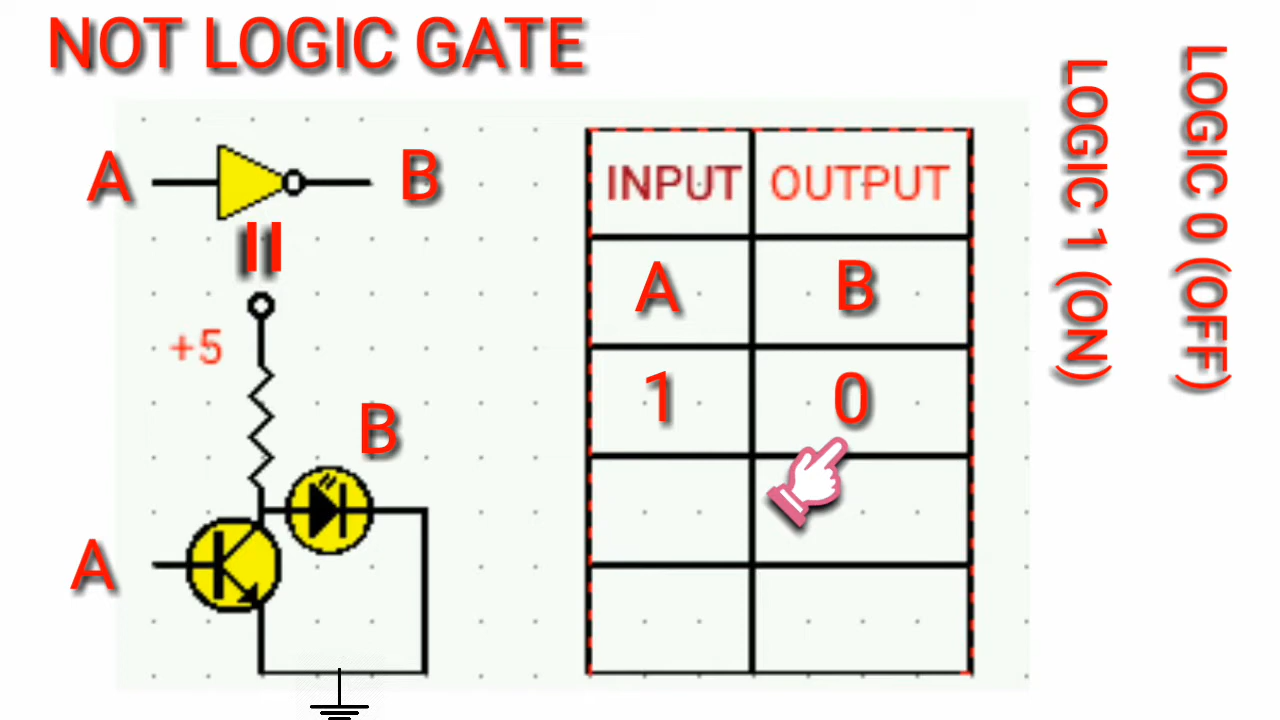 NOT LOGIC GATE
A
B
=
+5
B
A
INPUT OUTPUT
A B
1 0
LOGIC 1 (ON)
LOGIC 0 (OFF)